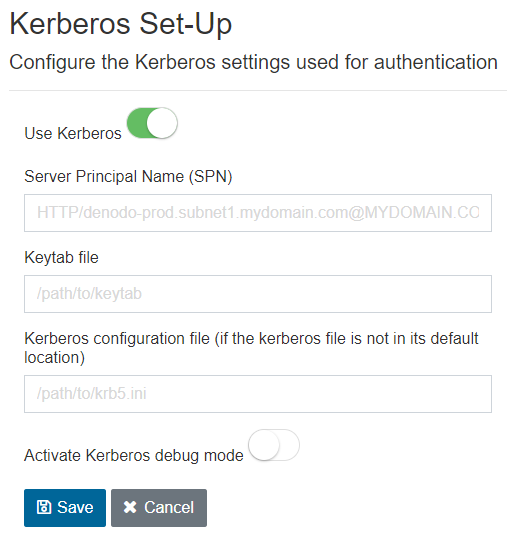 Kerberos Set-Up
Configure the Kerberos settings used for authentication
Use Kerberos
Server Principal Name (SPN)
HTTP/denodo-prod.subnet1.mydomain.com@MYDOMAIN.CO
Keytab file
/path/to/keytab
Kerberos configuration file (if the kerberos file is not in its default
location)
/path/to/krb5.ini
Activate Kerberos debug mode
Save
Cancel